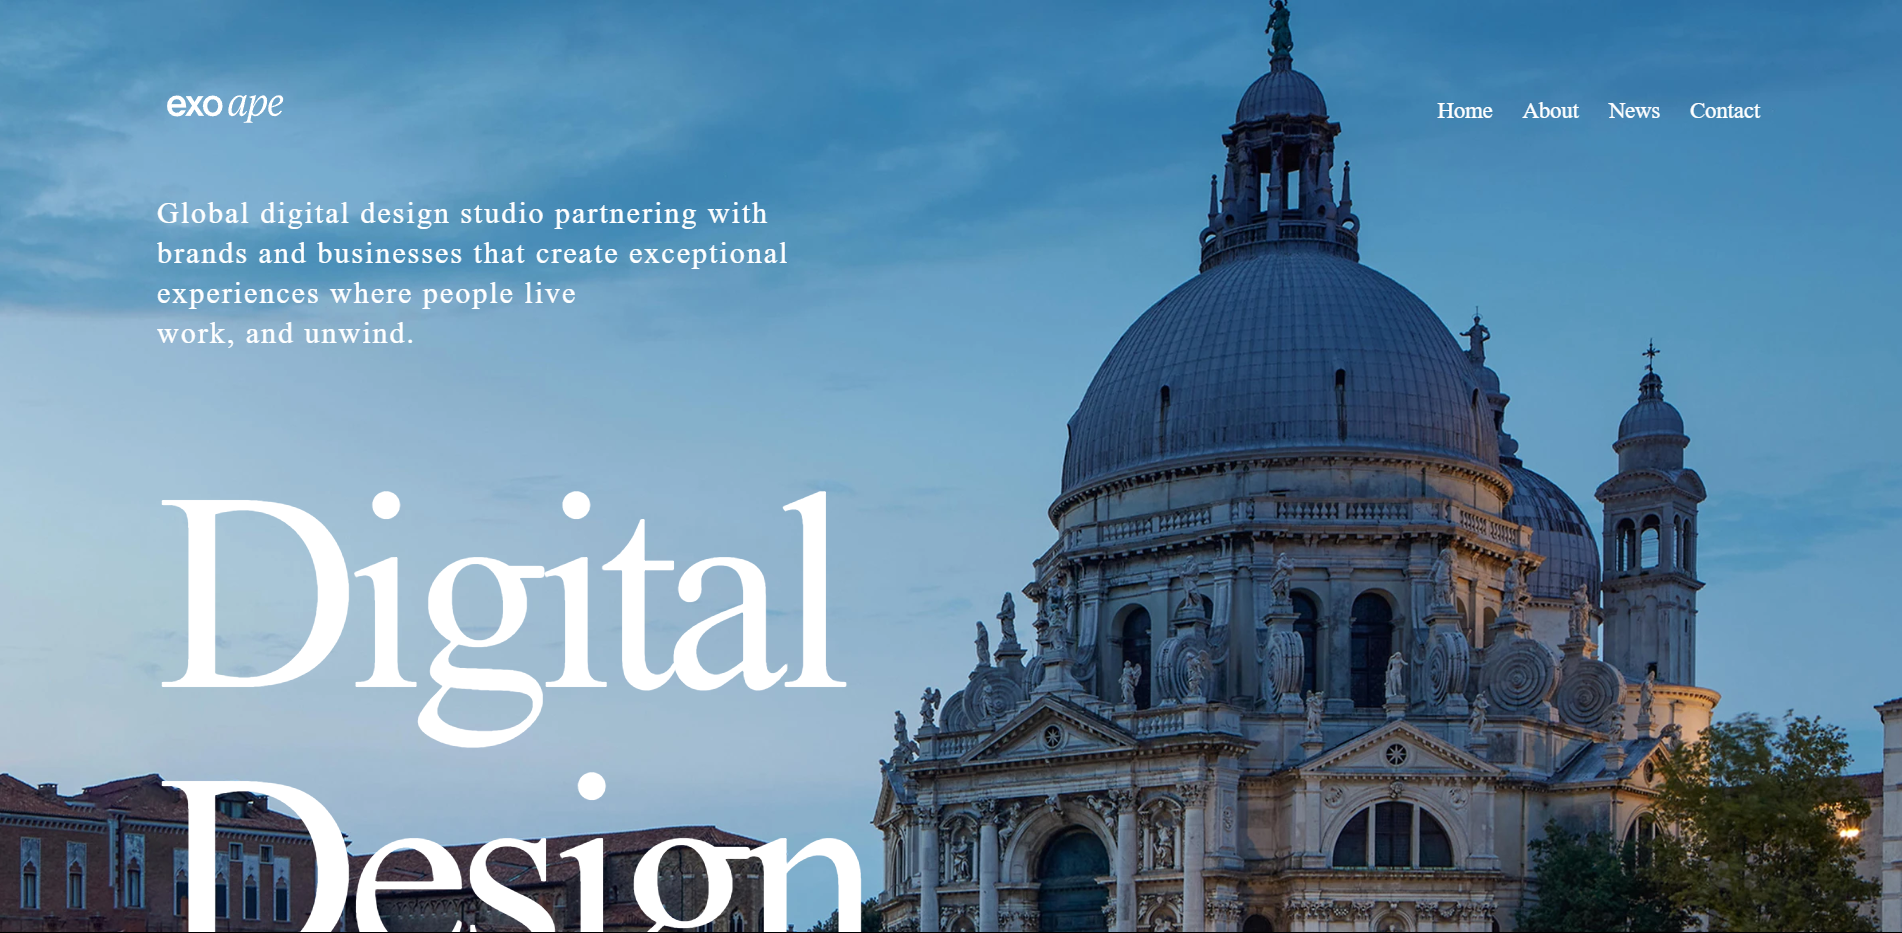 exo ape
Home About News Contact
Global digital design studio partnering with
brands and businesses that create exceptional
experiences where people live
work, and unwind.
Digital
Design